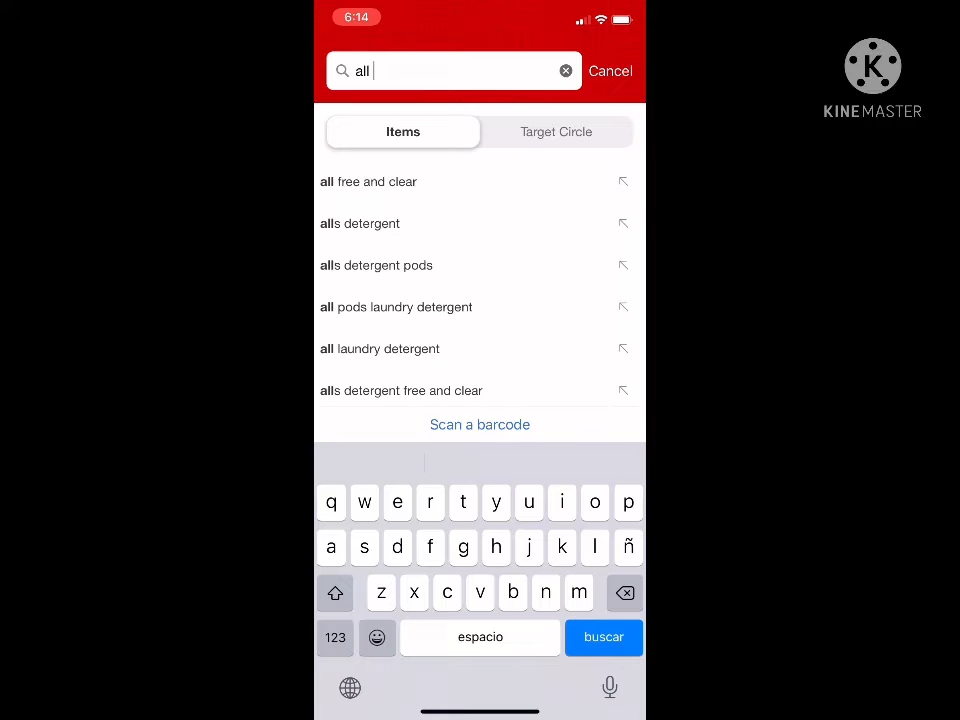 6:14
all
Cancel
K
KINEMASTER
Items
Target Circle
all free and clear
alls detergent
alls detergent pods
all pods laundry detergent
all laundry detergent
alls detergent free and clear
Scan a barcode
q w e r t y u i o p
a s d f g h j k l ñ
z x c v b n m
123
espacio
buscar